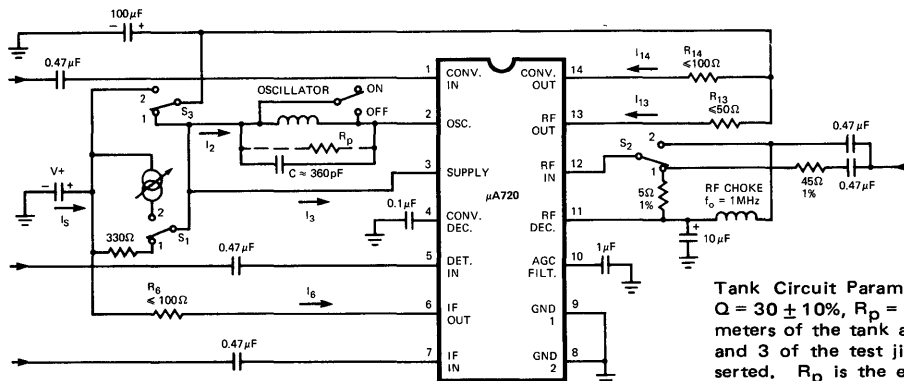 100μF
− +
0.47μF
0.47μF
2
1
S3
OSCILLATOR
ON
OFF
I2
Rp
C ≈ 360pF
V+
− +
IS
2
1
S1
330Ω
I3
0.1μF
0.47μF
R6
≤ 100Ω
I6
0.47μF
1
CONV.
IN
2
OSC.
3
SUPPLY
4
CONV.
DEC.
5
DET.
IN
6
IF
OUT
7
IF
IN
μA720
CONV.
OUT
14
RF
OUT
13
RF
IN
12
RF
DEC.
11
AGC
FILT.
10
GND
1
9
GND
2
8
I14
R14
≤100Ω
I13
R13
≤50Ω
S2
2
1
5Ω
1%
RF CHOKE
fo = 1MHz
+
10μF
1μF
0.47μF
45Ω
1%
0.47μF
Tank Circuit Param
Q = 30 ± 10%, Rp =
meters of the tank a
and 3 of the test ji
serted. Rp is the e